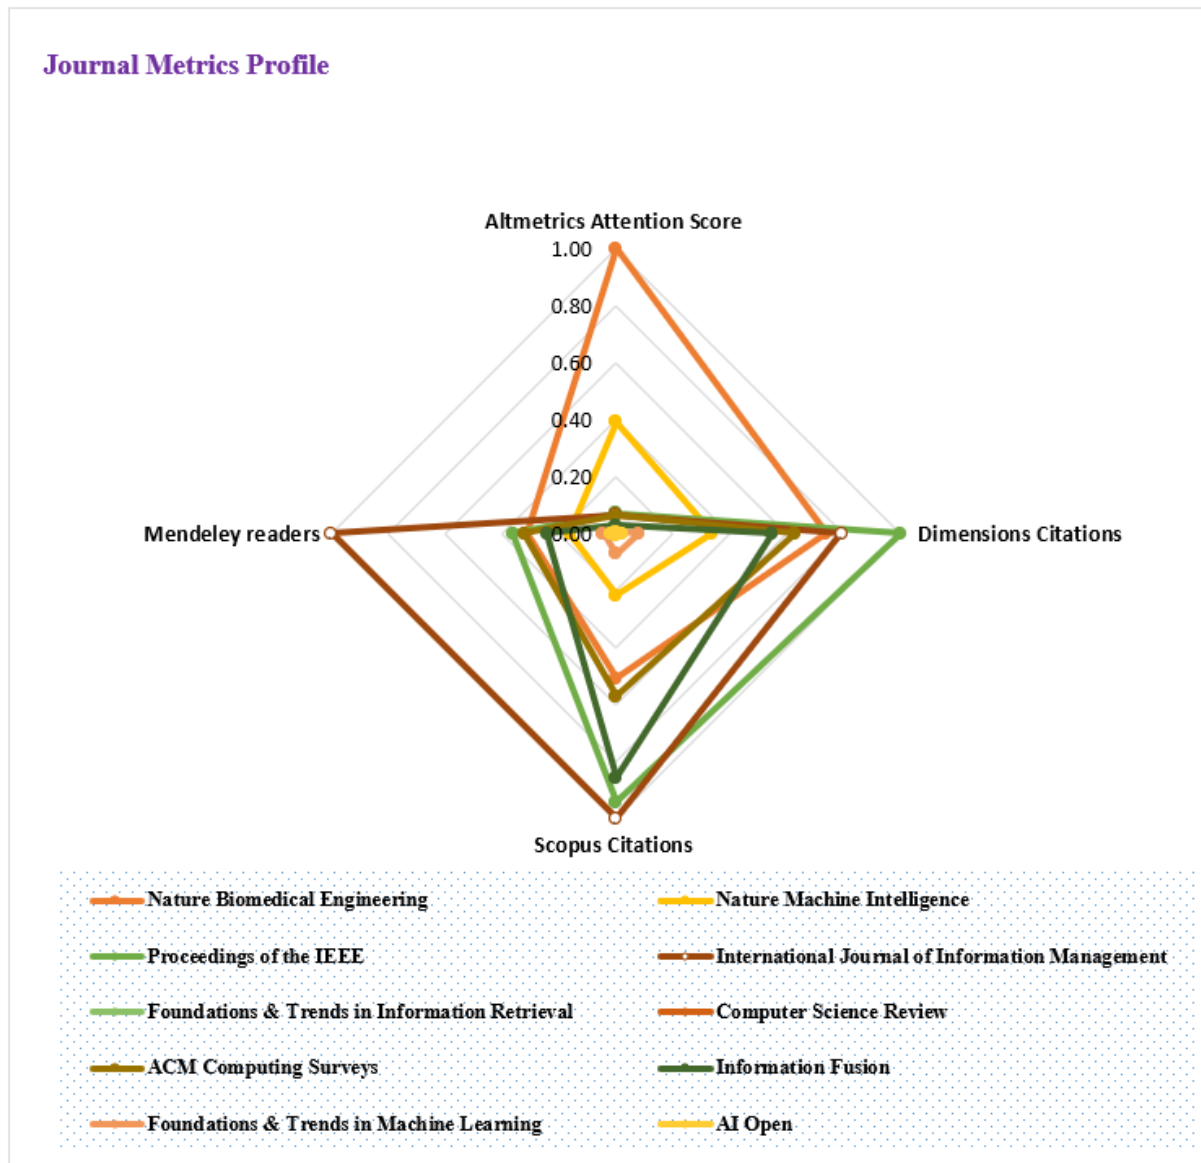 Journal Metrics Profile
Altmetrics Attention Score
1.00
0.80
0.60
0.40
0.20
0.00
Mendeley readers
Dimensions Citations
Scopus Citations
Nature Biomedical Engineering
Nature Machine Intelligence
Proceedings of the IEEE
International Journal of Information Management
Foundations & Trends in Information Retrieval
Computer Science Review
ACM Computing Surveys
Information Fusion
Foundations & Trends in Machine Learning
AI Open